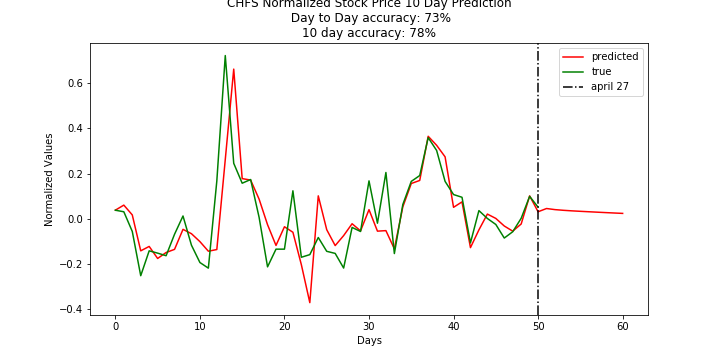 CHFS Normalized Stock Price 10 Day Prediction
Day to Day accuracy: 73%
10 day accuracy: 78%
predicted
true
april 27
Normalized Values
0.6
0.4
0.2
0.0
−0.2
−0.4
0 10 20 30 40 50 60
Days